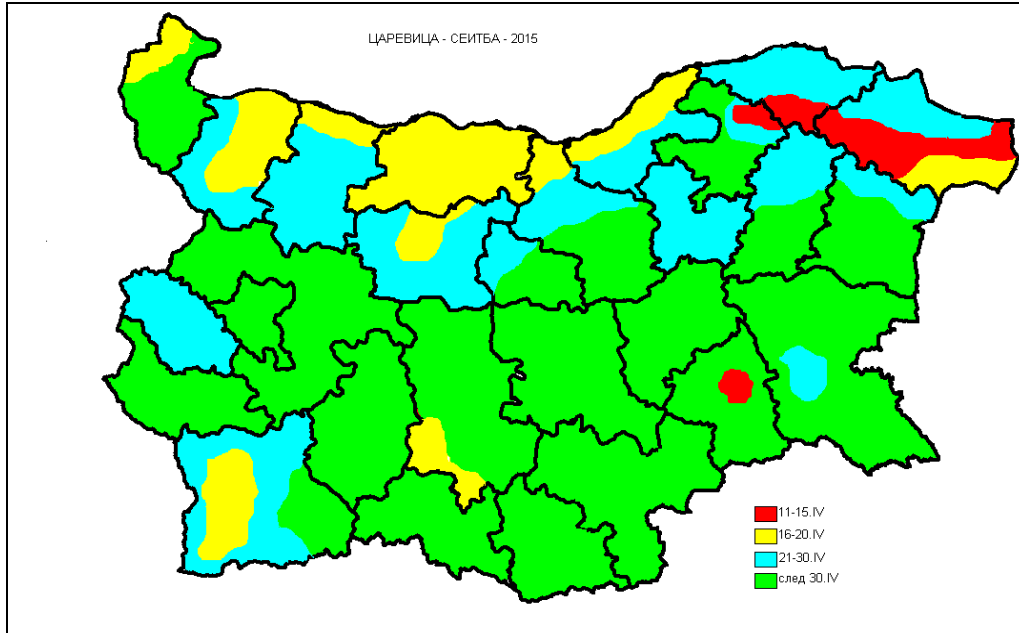 ЦАРЕВИЦА - СЕИТБА - 2015
11-15.IV
16-20.IV
21-30.IV
след 30.IV